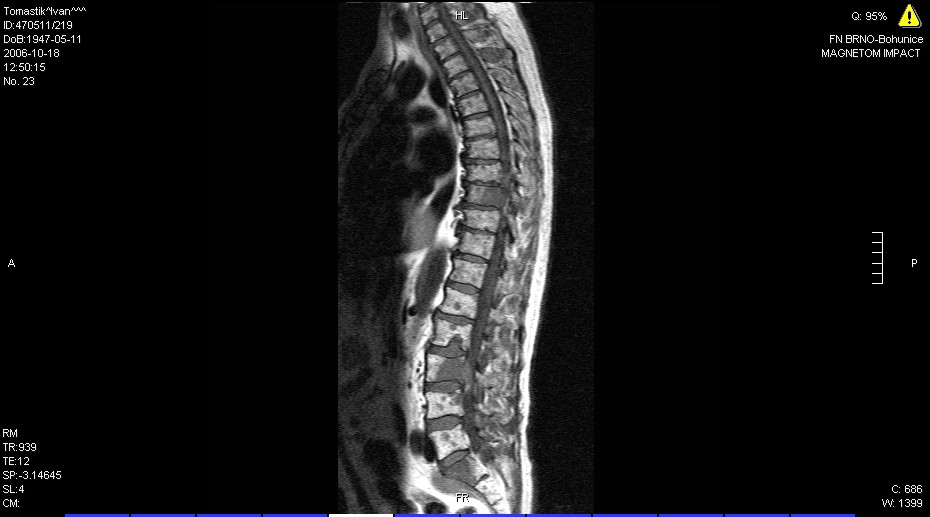 Tomastik^Ivan^^^
ID:470511/219
DoB:1947-05-11
2006-10-18
12:50:15
No. 23
HL
Q: 95%
FN BRNO-Bohunice
MAGNETOM IMPACT
A
P
RM
TR:939
TE:12
SP:-3.14645
SL:4
CM:
FR
C: 686
W: 1399